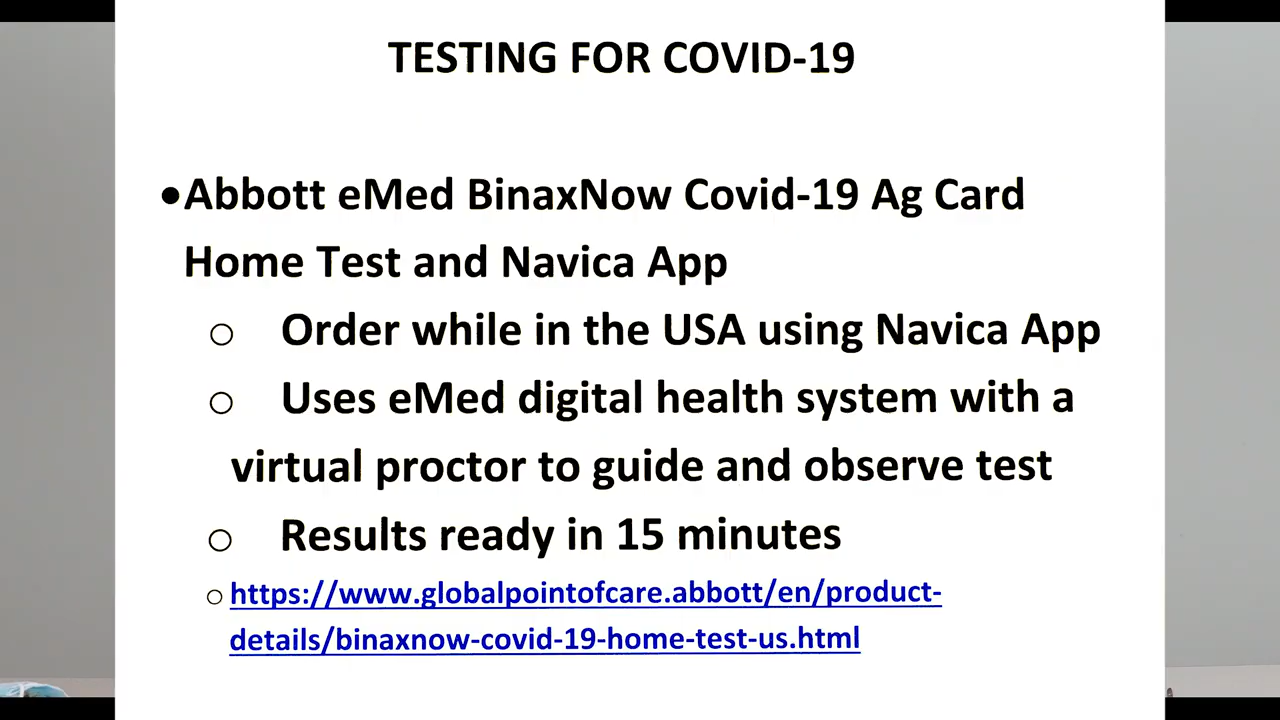 TESTING FOR COVID-19
•Abbott eMed BinaxNow Covid-19 Ag Card
Home Test and Navica App
○ Order while in the USA using Navica App
○ Uses eMed digital health system with a
virtual proctor to guide and observe test
○ Results ready in 15 minutes
○ https://www.globalpointofcare.abbott/en/product-
details/binaxnow-covid-19-home-test-us.html